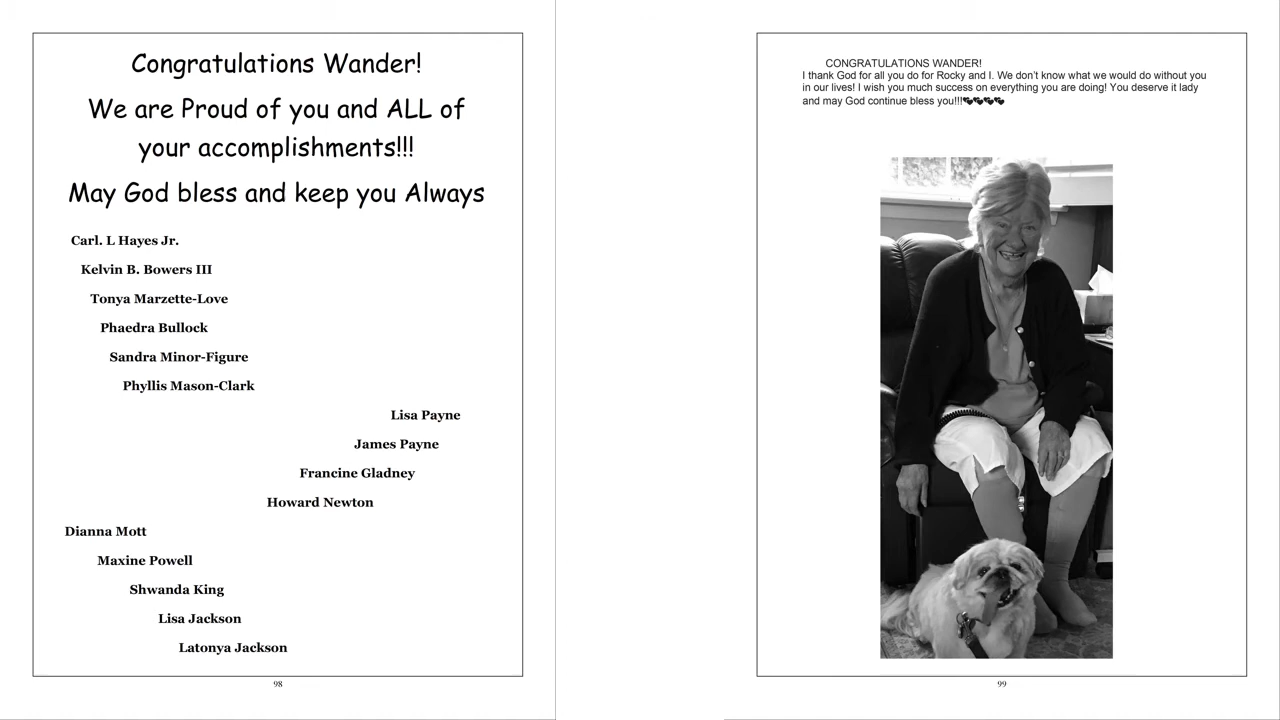 Congratulations Wander!
We are Proud of you and ALL of
your accomplishments!!!
May God bless and keep you Always
Carl. L Hayes Jr.
Kelvin B. Bowers III
Tonya Marzette-Love
Phaedra Bullock
Sandra Minor-Figure
Phyllis Mason-Clark
Lisa Payne
James Payne
Francine Gladney
Howard Newton
Dianna Mott
Maxine Powell
Shwanda King
Lisa Jackson
Latonya Jackson
98
CONGRATULATIONS WANDER!
I thank God for all you do for Rocky and I. We don’t know what we would do without you
in our lives! I wish you much success on everything you are doing! You deserve it lady
and may God continue bless you!!!💕💕💕💕
99